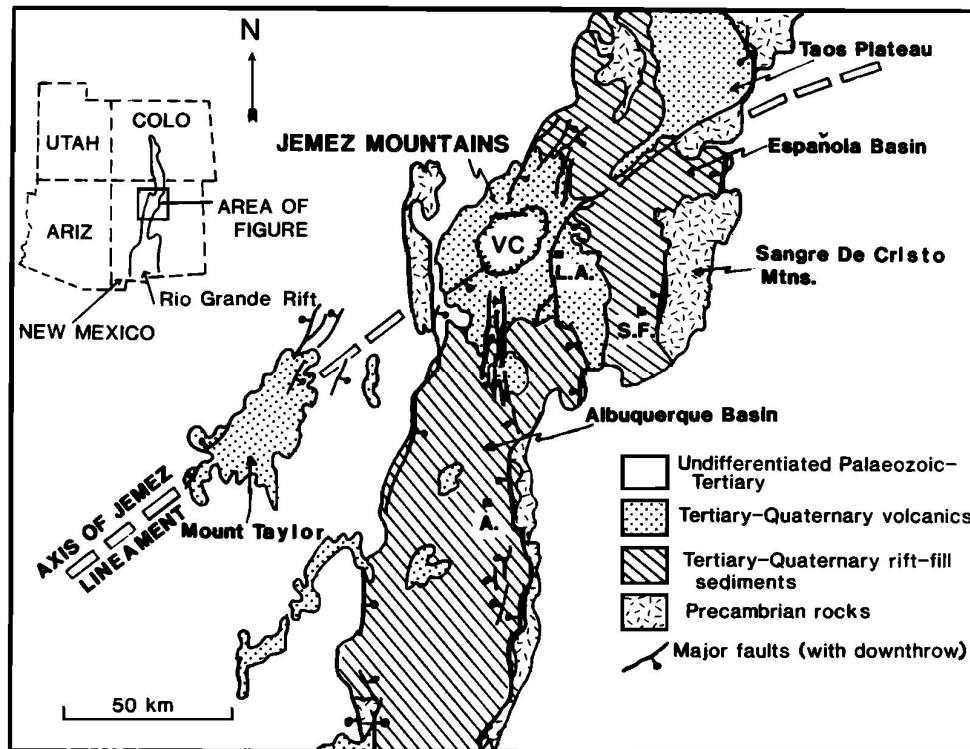 N
Taos Plateau
COLO
UTAH
JEMEZ MOUNTAINS
Espaňola Basin
ARIZ
AREA OF
FIGURE
VC
L.A.
Sangre De Cristo
Mtns.
Rio Grande Rift
NEW MEXICO
S.F.
Albuquerque Basin
Undifferentiated Palaeozoic-
Tertiary
A.
Tertiary-Quaternary volcanics
AXIS OF JEMEZ
LINEAMENT
Mount Taylor
Tertiary-Quaternary rift-fill
sediments
Precambrian rocks
Major faults (with downthrow)
50 km